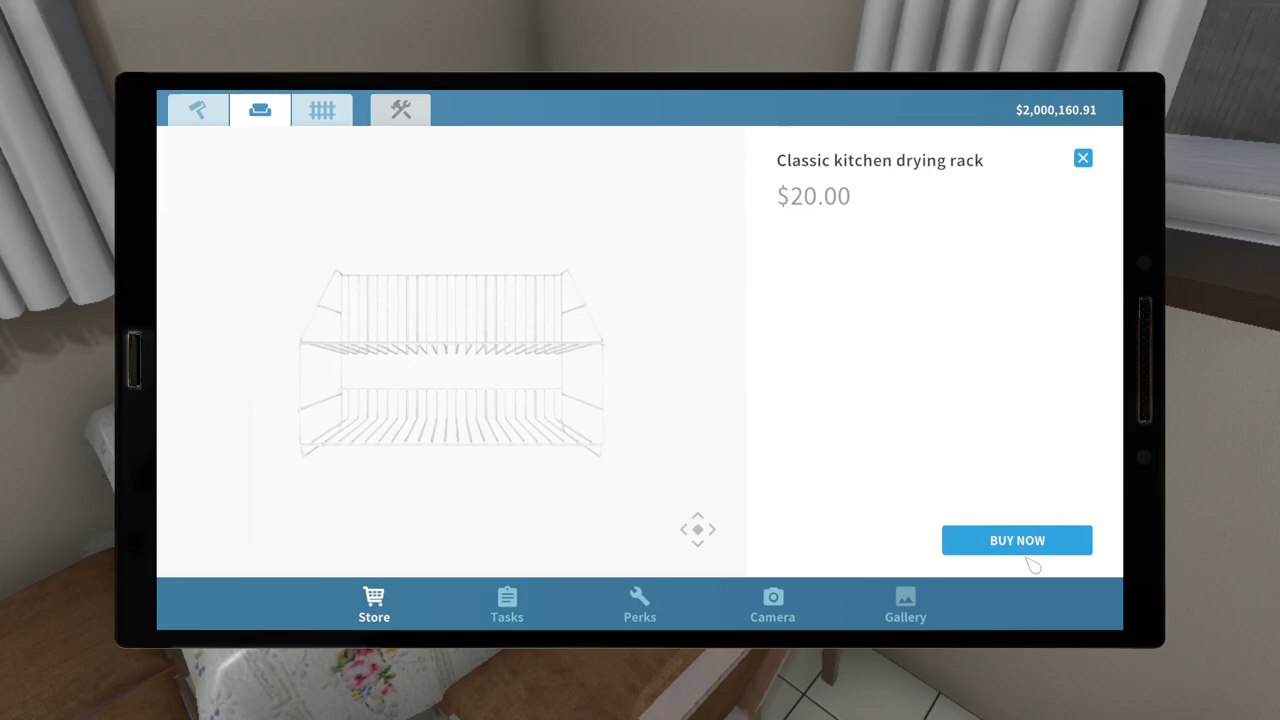 $2,000,160.91
Classic kitchen drying rack
$20.00
BUY NOW
Store
Tasks
Perks
Camera
Gallery